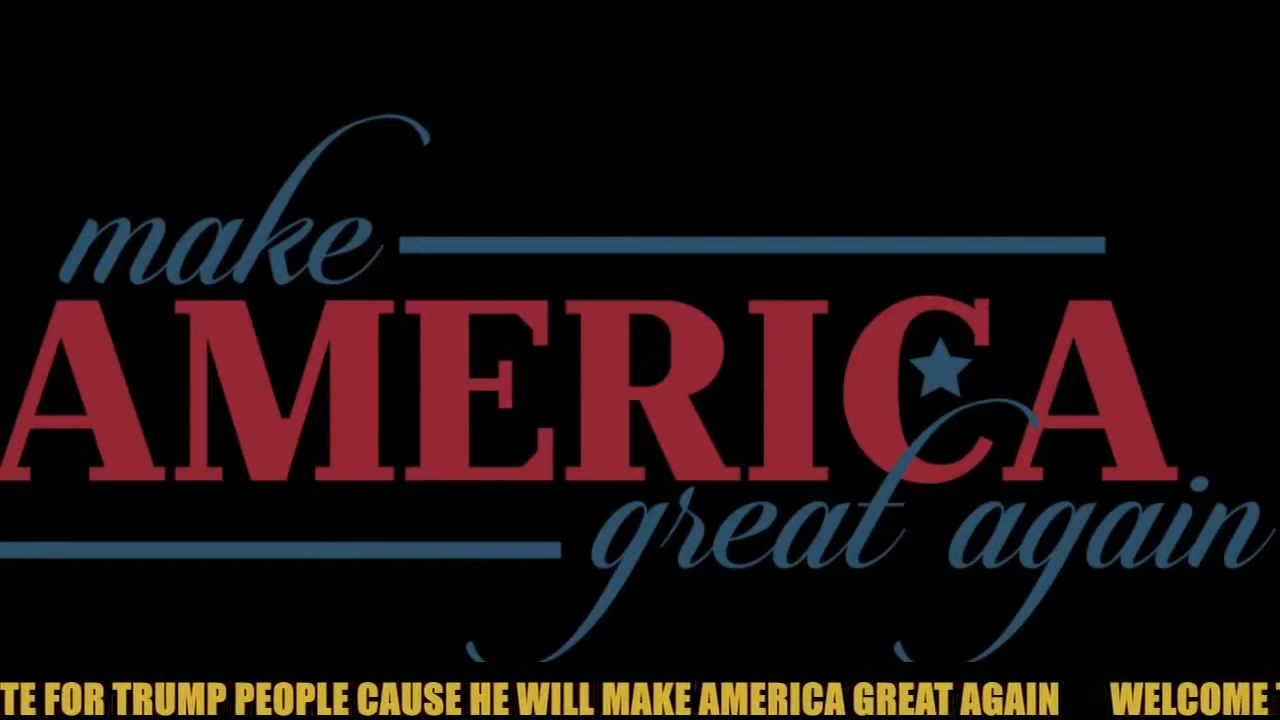 make
AMERICA
great again
TE FOR TRUMP PEOPLE CAUSE HE WILL MAKE AMERICA GREAT AGAIN WELCOME